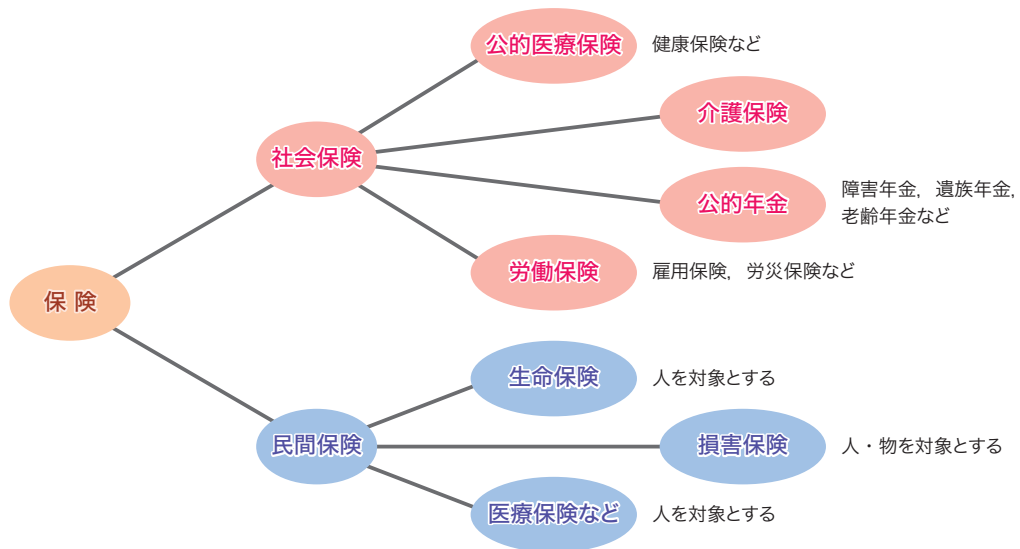 公的医療保険
健康保険など
介護保険
社会保険
公的年金
障害年金，遺族年金，
老齢年金など
労働保険
雇用保険，労災保険など
保 険
生命保険
人を対象とする
民間保険
損害保険
人・物を対象とする
医療保険など
人を対象とする